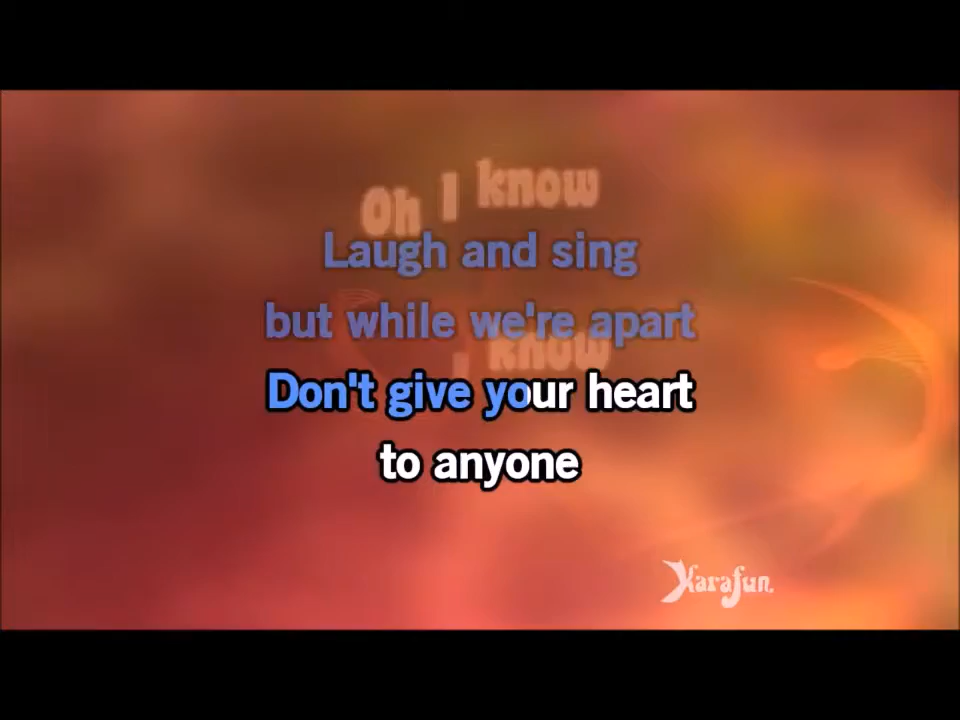 Oh I know
Laugh and sing
but while we're apart
I know
Don't give your heart
to anyone
Karafun.